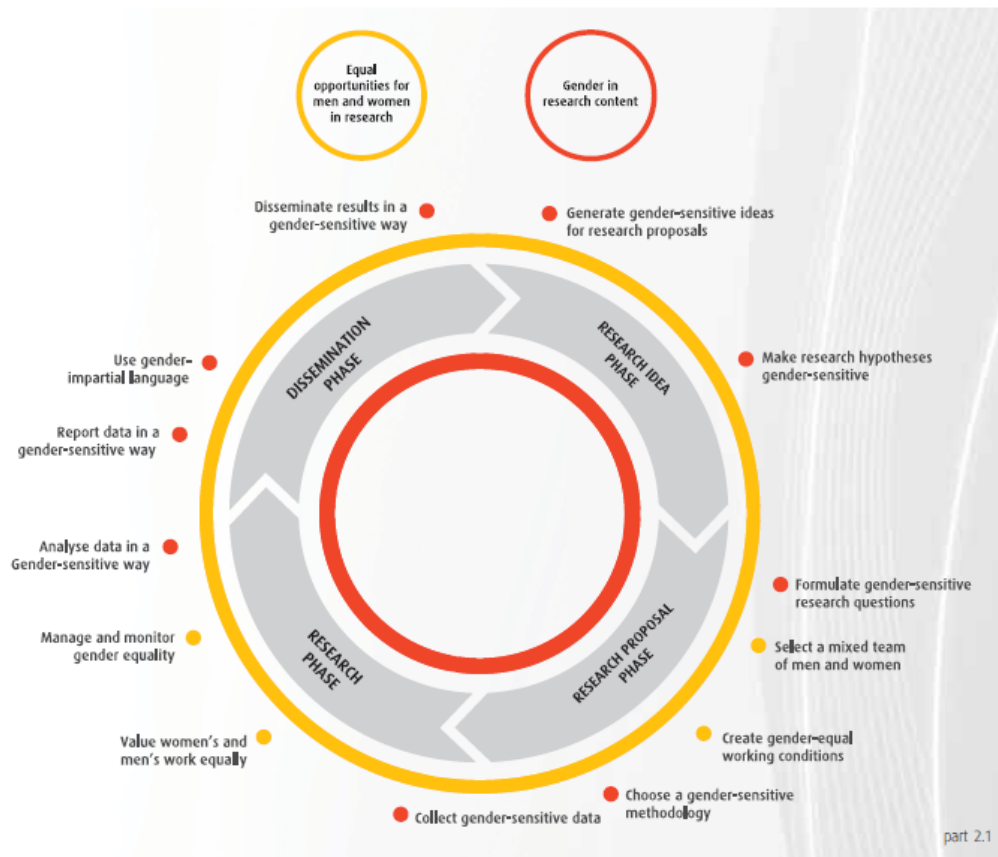 Equal
opportunities for
men and women
in research
Gender in
research content
Disseminate results in a
gender-sensitive way
Generate gender-sensitive ideas
for research proposals
DISSEMINATION
PHASE
RESEARCH IDEA
PHASE
Use gender-
impartial language
Make research hypotheses
gender-sensitive
Report data in a
gender-sensitive way
Analyse data in a
Gender-sensitive way
Formulate gender-sensitive
research questions
Manage and monitor
gender equality
Select a mixed team
of men and women
RESEARCH
PHASE
RESEARCH PROPOSAL
PHASE
Value women's and
men's work equally
Create gender-equal
working conditions
Choose a gender-sensitive
methodology
Collect gender-sensitive data
part 2.1